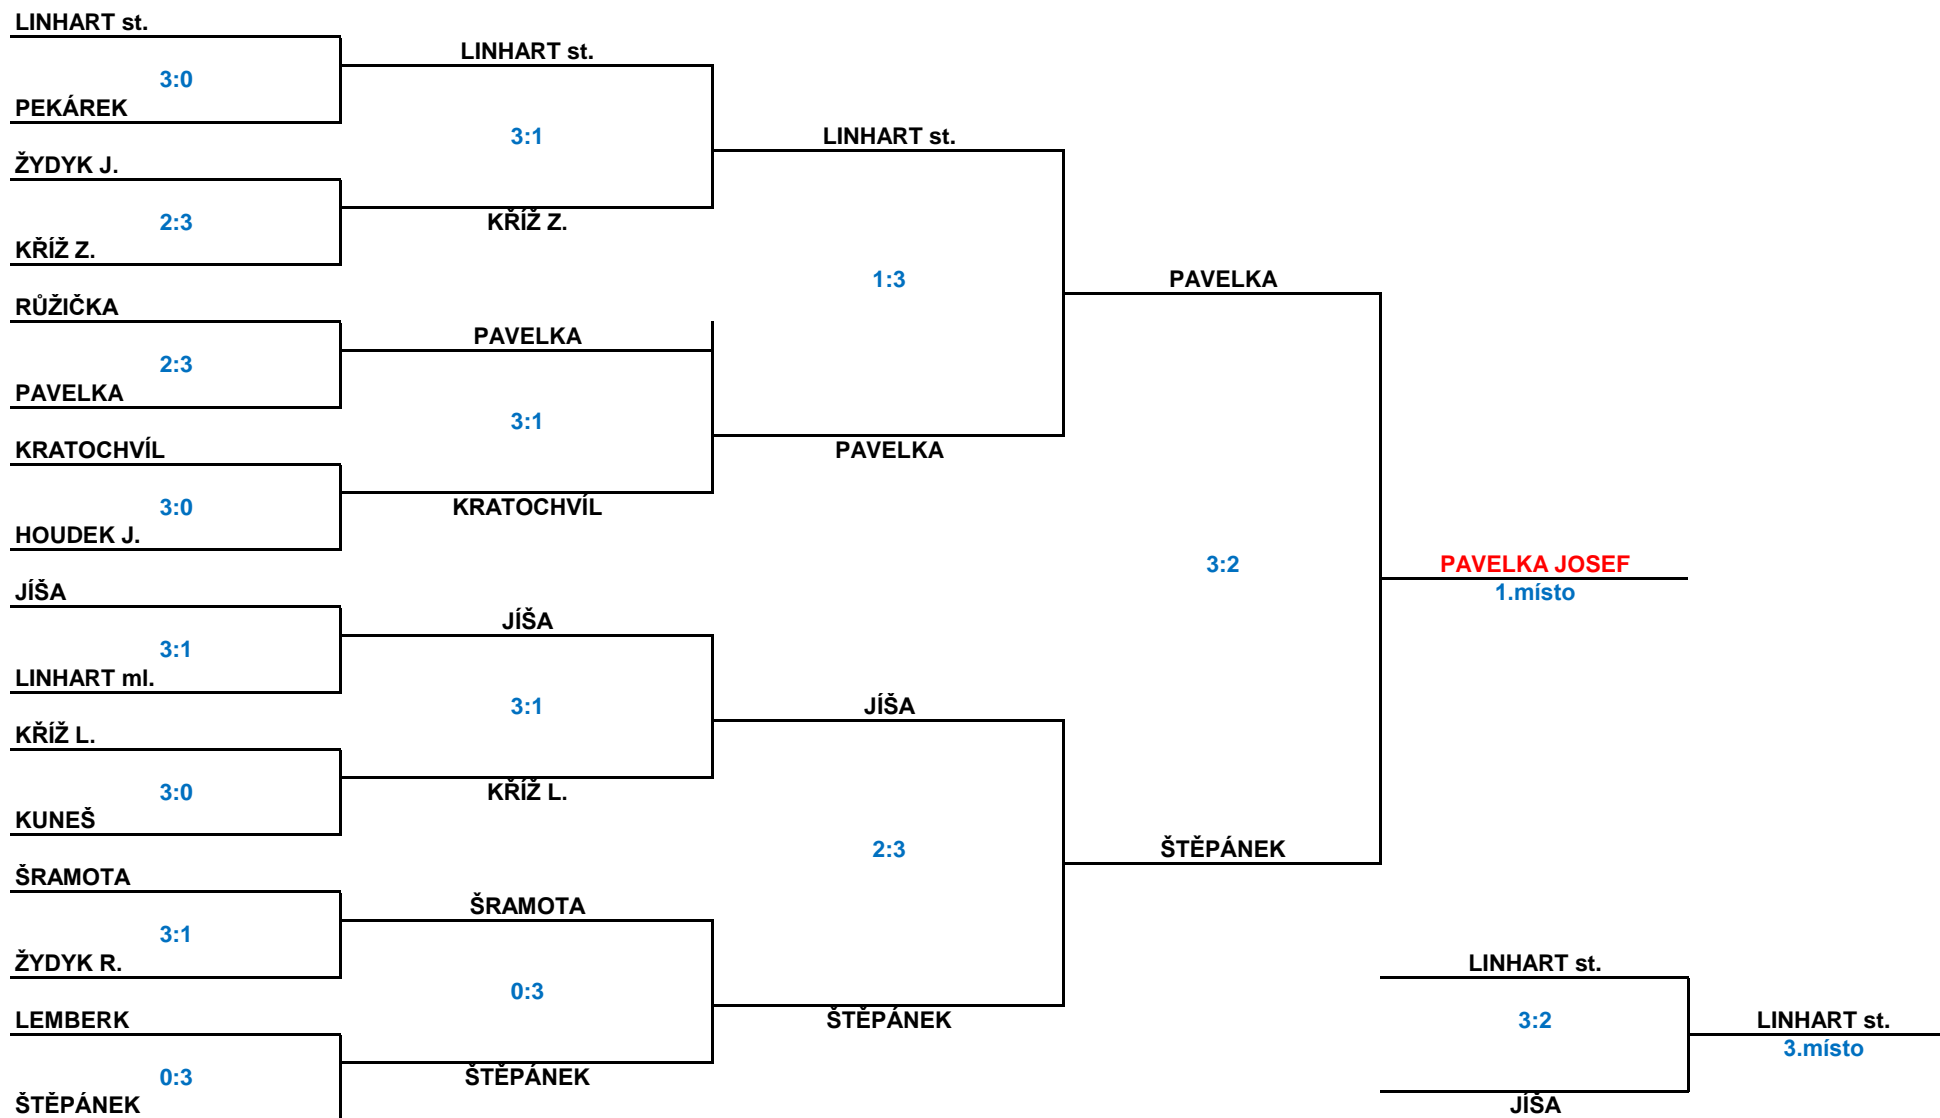 LINHART st.
3:0
PEKÁREK
ŽYDYK J.
2:3
KŘÍŽ Z.
RŮŽIČKA
2:3
PAVELKA
KRATOCHVÍL
3:0
HOUDEK J.
JÍŠA
3:1
LINHART ml.
KŘÍŽ L.
3:0
KUNEŠ
ŠRAMOTA
3:1
ŽYDYK R.
LEMBERK
0:3
ŠTĚPÁNEK
LINHART st.
3:1
KŘÍŽ Z.
PAVELKA
3:1
KRATOCHVÍL
JÍŠA
3:1
KŘÍŽ L.
ŠRAMOTA
0:3
ŠTĚPÁNEK
LINHART st.
1:3
PAVELKA
JÍŠA
2:3
ŠTĚPÁNEK
PAVELKA
3:2
ŠTĚPÁNEK
PAVELKA JOSEF
1.místo
LINHART st.
3:2
JÍŠA
LINHART st.
3.místo